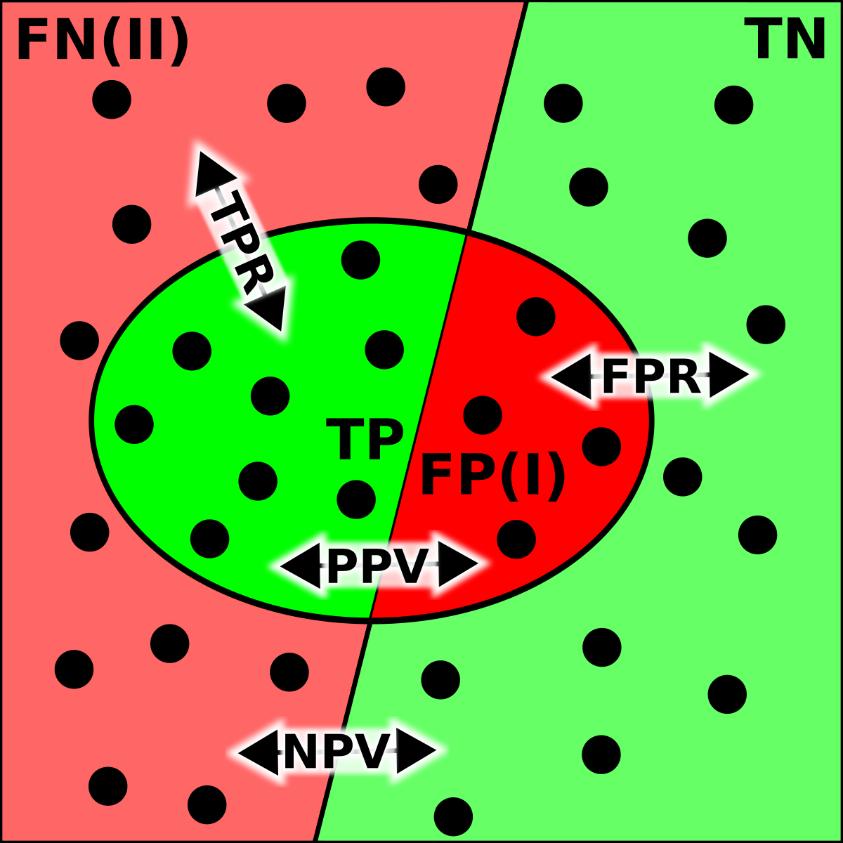 FN(II)
TN
TPR
FPR
TP
FP(I)
PPV
NPV